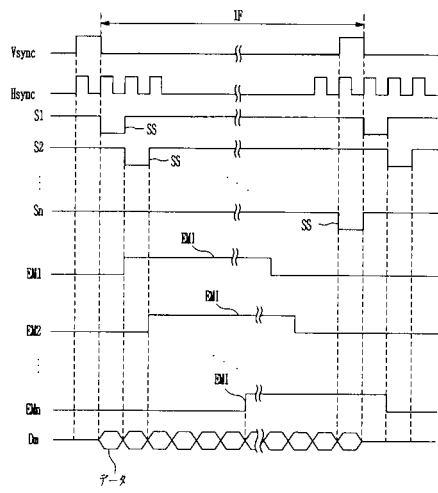 1F
Vsync
Hsync
S1
SS
S2
SS
Sn
SS
EMI
EM1
EMI
EM2
EMI
EMn
Dm
データ